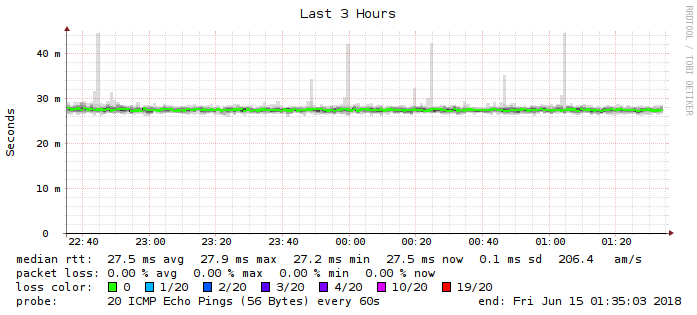 Last 3 Hours
RRDTOOL / TOBI OETIKER
Seconds
40 m
30 m
20 m
10 m
0
22:40 23:00 23:20 23:40 00:00 00:20 00:40 01:00 01:20
median rtt: 27.5 ms avg 27.9 ms max 27.2 ms min 27.5 ms now 0.1 ms sd 206.4 am/s
packet loss: 0.00 % avg 0.00 % max 0.00 % min 0.00 % now
loss color: 0 1/20 2/20 3/20 4/20 10/20 19/20
probe: 20 ICMP Echo Pings (56 Bytes) every 60s end: Fri Jun 15 01:35:03 2018